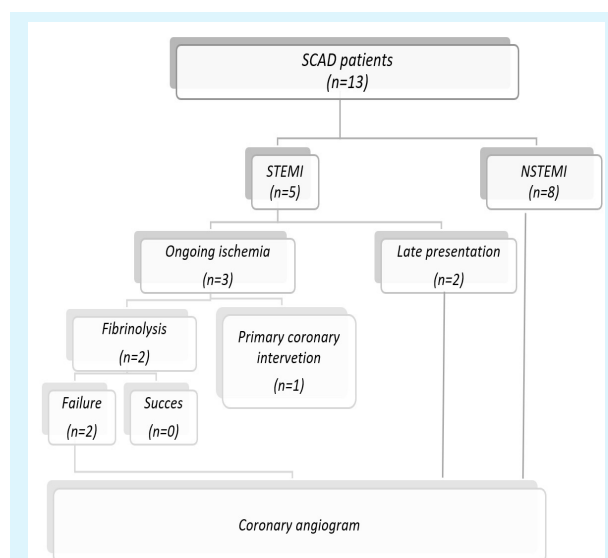 SCAD patients
(n=13)
STEMI
(n=5)
NSTEMI
(n=8)
Ongoing ischemia
(n=3)
Late presentation
(n=2)
Fibrinolysis
(n=2)
Primary coronary
intervetion
(n=1)
Failure
(n=2)
Succes
(n=0)
Coronary angiogram